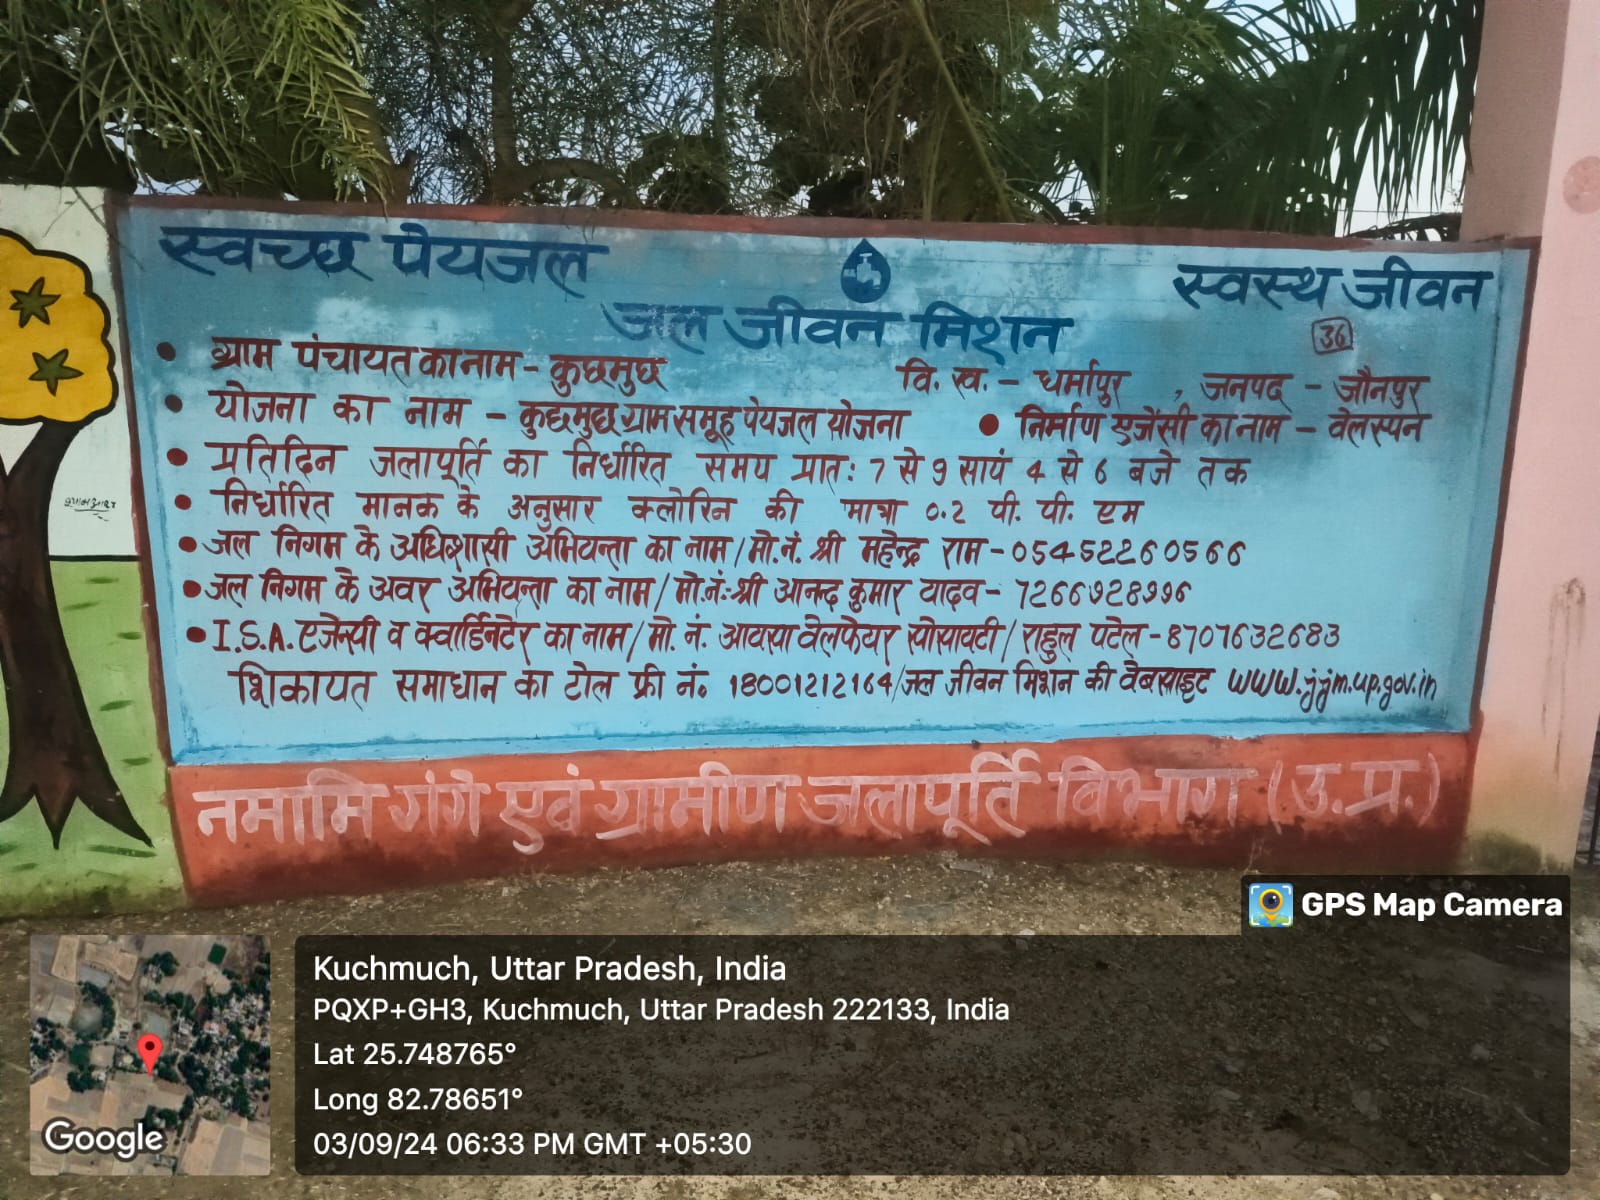 स्वच्छ पेयजल
स्वस्थ जीवन
जल जीवन मिशन
36
• ग्राम पंचायत का नाम - कुछमुछ वि. ख. - धर्मापुर , जनपद - जौनपुर
• योजना का नाम - कुछमुछ ग्राम समूह पेयजल योजना • निर्माण एजेंसी का नाम - वेलस्पन
• प्रतिदिन जलापूर्ति का निर्धारित समय प्रात: 7 से 9 सायं 4 से 6 बजे तक
• निर्धारित मानक के अनुसार क्लोरिन की मात्रा 0.2 पी. पी. एम
• जल निगम के अधिशासी अभियन्ता का नाम / मो.नं. श्री महेन्द्र राम - 05452260566
• जल निगम के अवर अभियन्ता का नाम / मो.नं.: श्री आनन्द कुमार यादव - 7266928996
• I.S.A. एजेन्सी व क्वार्डिनेटर का नाम / मो. नं. आयसा वेलफेयर सोसायटी / राहुल पटेल - 8707632683
शिकायत समाधान का टोल फ्री नं. 18001212164 / जल जीवन मिशन की वेबसाइट www.jjm.up.gov.in
नमामि गंगे एवं ग्रामीण जलापूर्ति विभाग (उ.प्र.)
GPS Map Camera
Kuchmuch, Uttar Pradesh, India
PQXP+GH3, Kuchmuch, Uttar Pradesh 222133, India
Lat 25.748765°
Long 82.78651°
03/09/24 06:33 PM GMT +05:30
Google